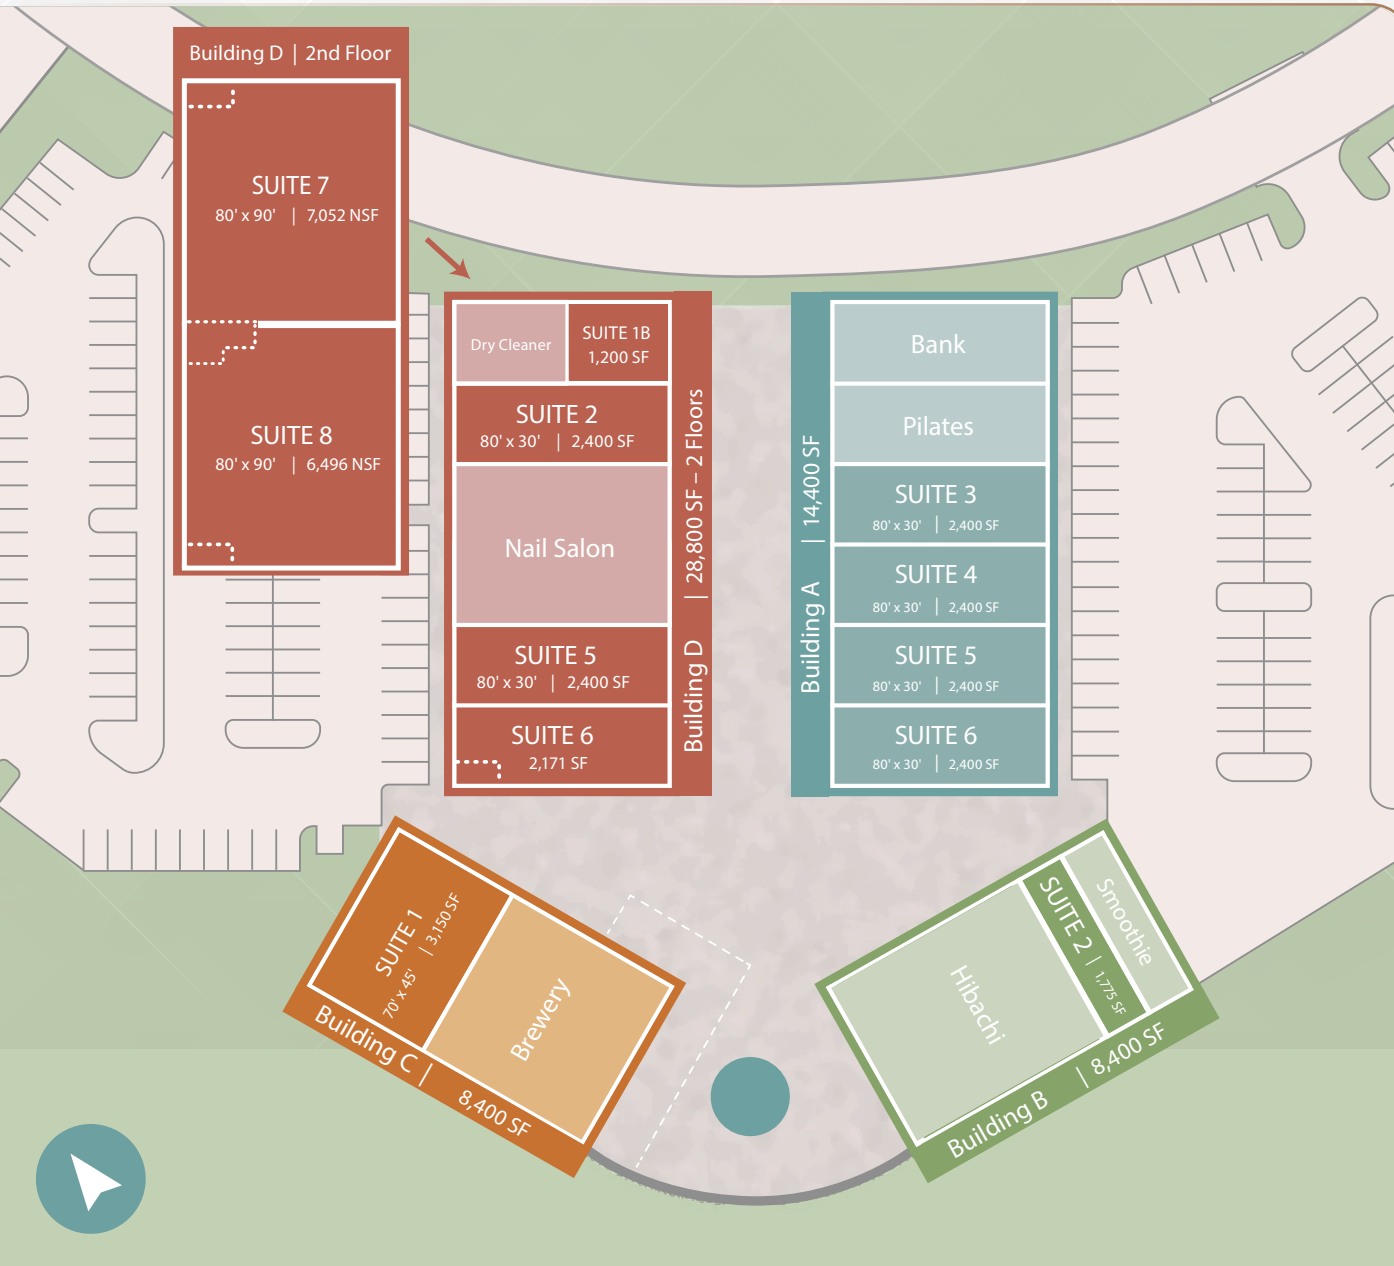 Building D | 2nd Floor
SUITE 7
80' x 90' | 7,052 NSF
SUITE 8
80' x 90' | 6,496 NSF
Dry Cleaner
SUITE 1B
1,200 SF
SUITE 2
80' x 30' | 2,400 SF
Nail Salon
SUITE 5
80' x 30' | 2,400 SF
SUITE 6
2,171 SF
Building D | 28,800 SF – 2 Floors
Building A | 14,400 SF
Bank
Pilates
SUITE 3
80' x 30' | 2,400 SF
SUITE 4
80' x 30' | 2,400 SF
SUITE 5
80' x 30' | 2,400 SF
SUITE 6
80' x 30' | 2,400 SF
SUITE 1
70' x 45' | 3,150 SF
Brewery
Building C | 8,400 SF
Hibachi
SUITE 2 | 1,775 SF
Smoothie
Building B | 8,400 SF